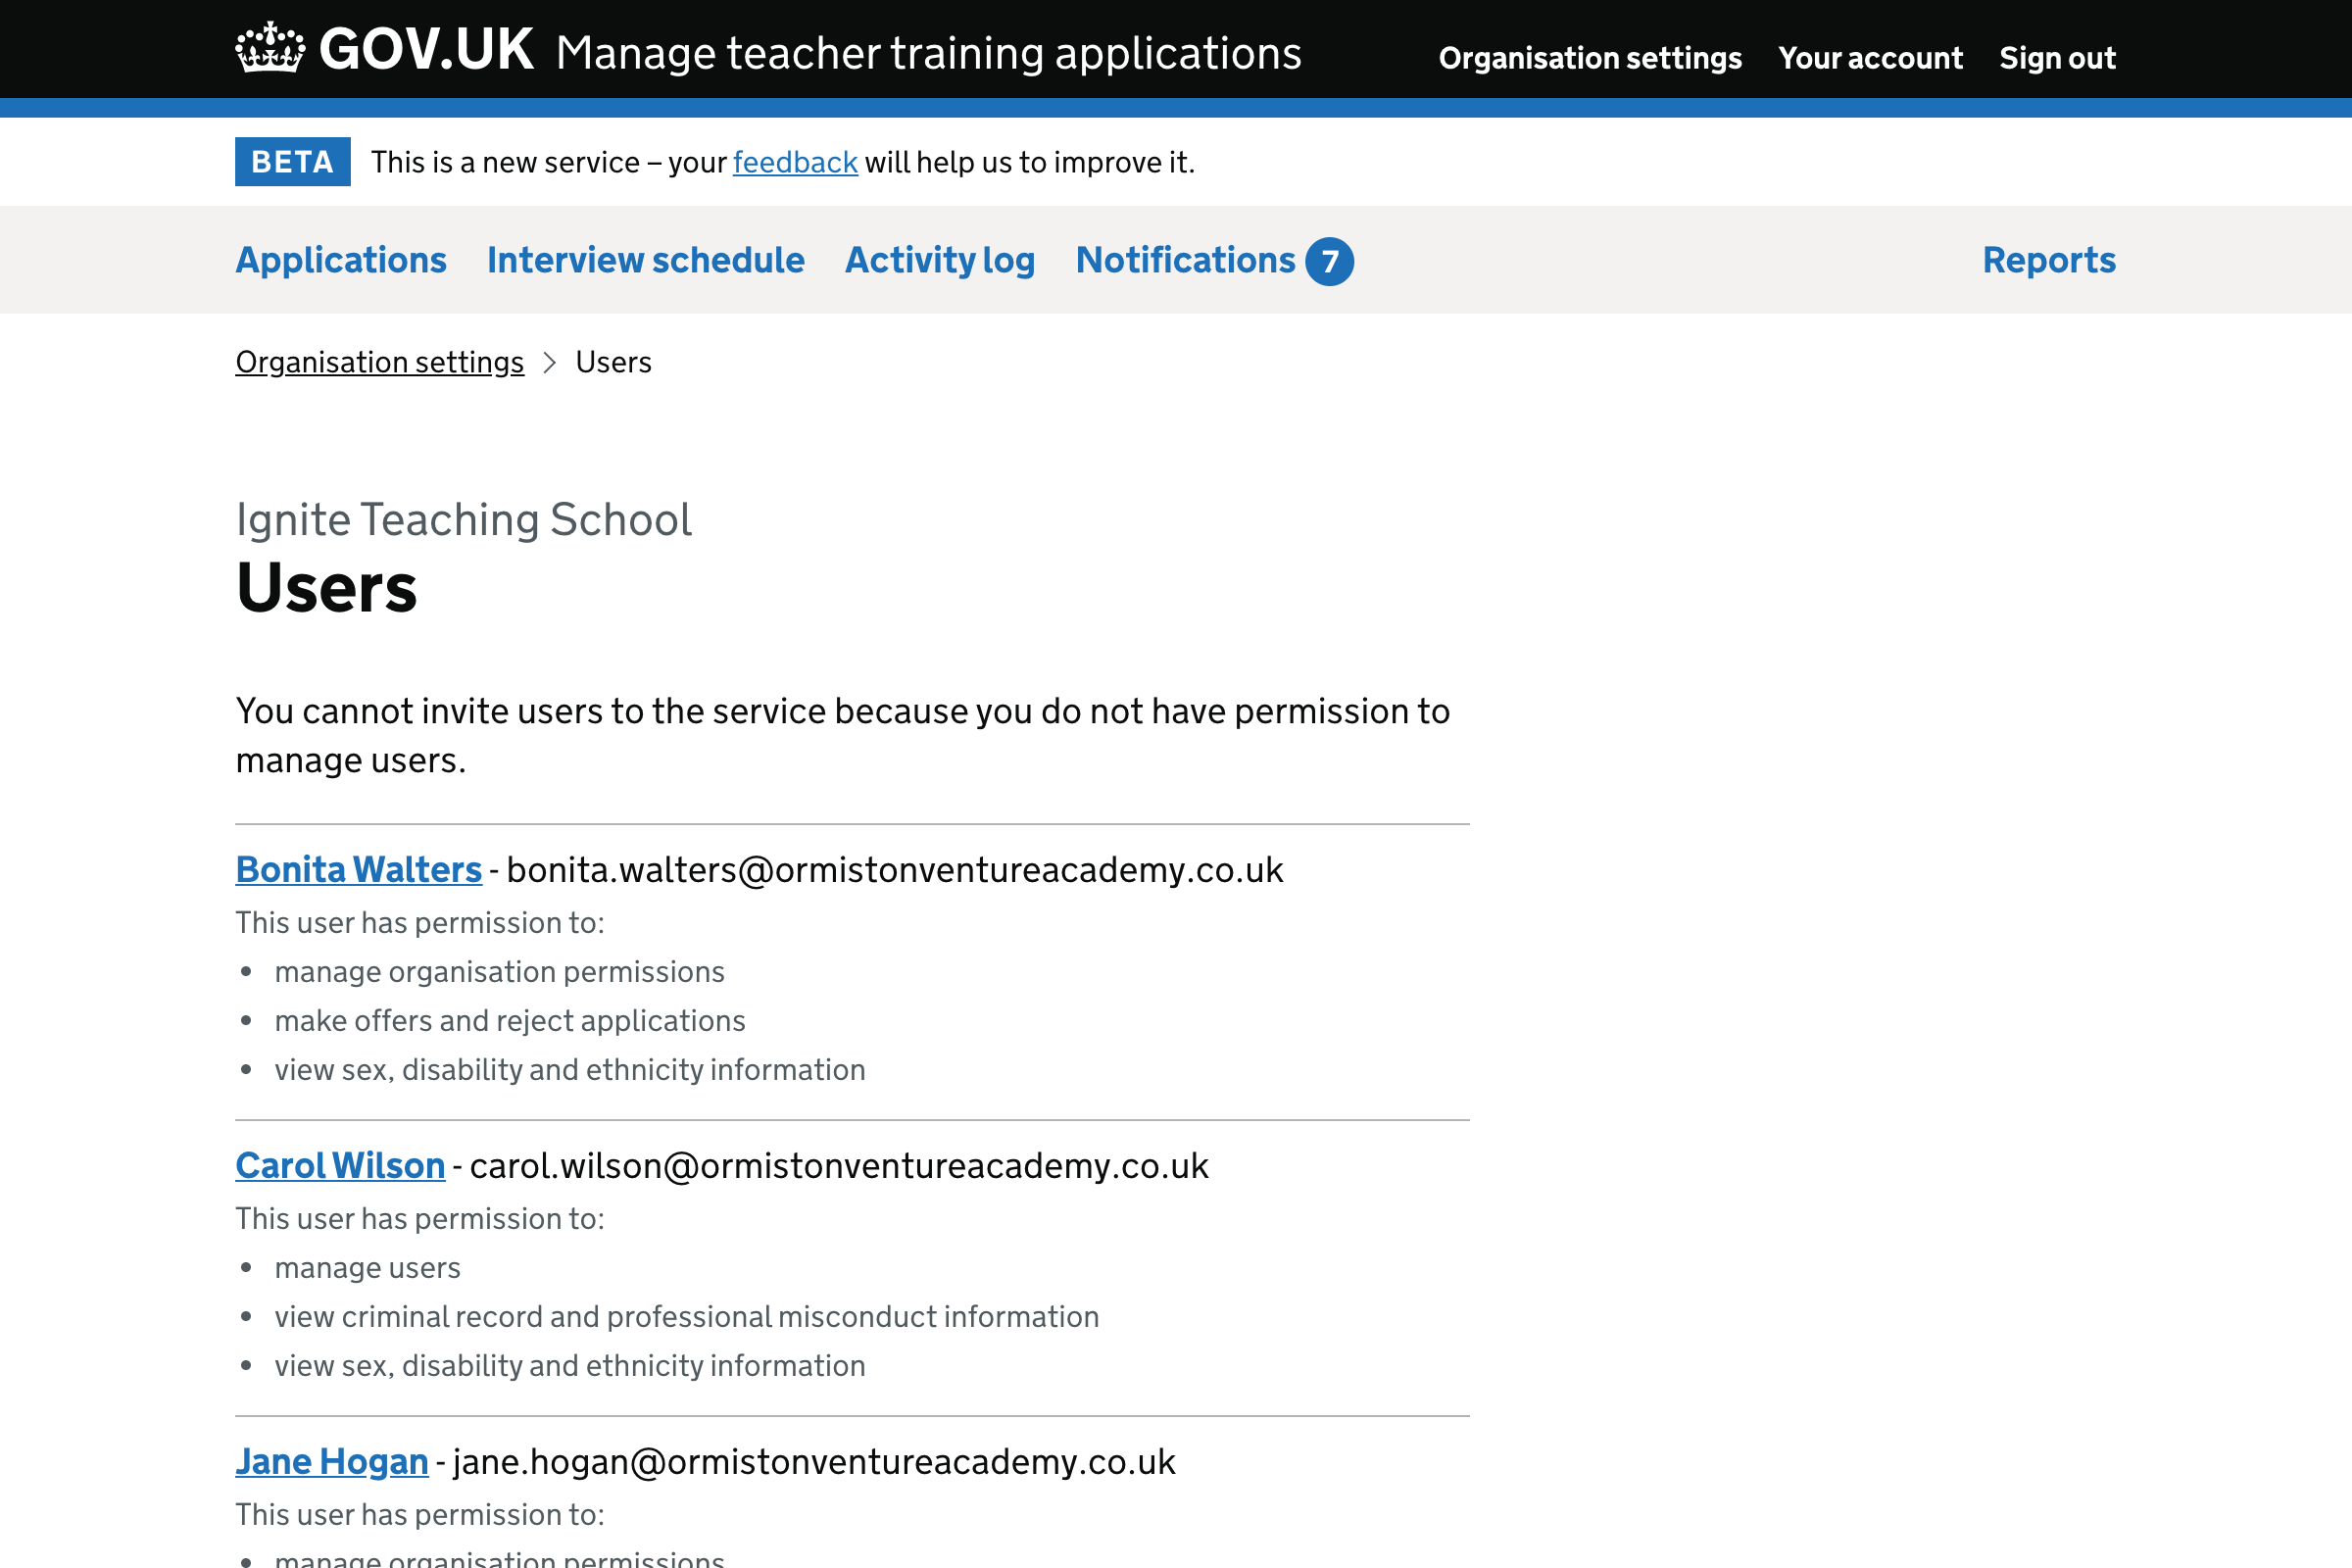 GOV.UK Manage teacher training applications Organisation settings Your account Sign out
BETA This is a new service – your feedback will help us to improve it.
Applications Interview schedule Activity log Notifications 7 Reports
Organisation settings > Users
Ignite Teaching School
Users
You cannot invite users to the service because you do not have permission to
manage users.
Bonita Walters - bonita.walters@ormistonventureacademy.co.uk
This user has permission to:
• manage organisation permissions
• make offers and reject applications
• view sex, disability and ethnicity information
Carol Wilson - carol.wilson@ormistonventureacademy.co.uk
This user has permission to:
• manage users
• view criminal record and professional misconduct information
• view sex, disability and ethnicity information
Jane Hogan - jane.hogan@ormistonventureacademy.co.uk
This user has permission to:
• manage organisation permissions